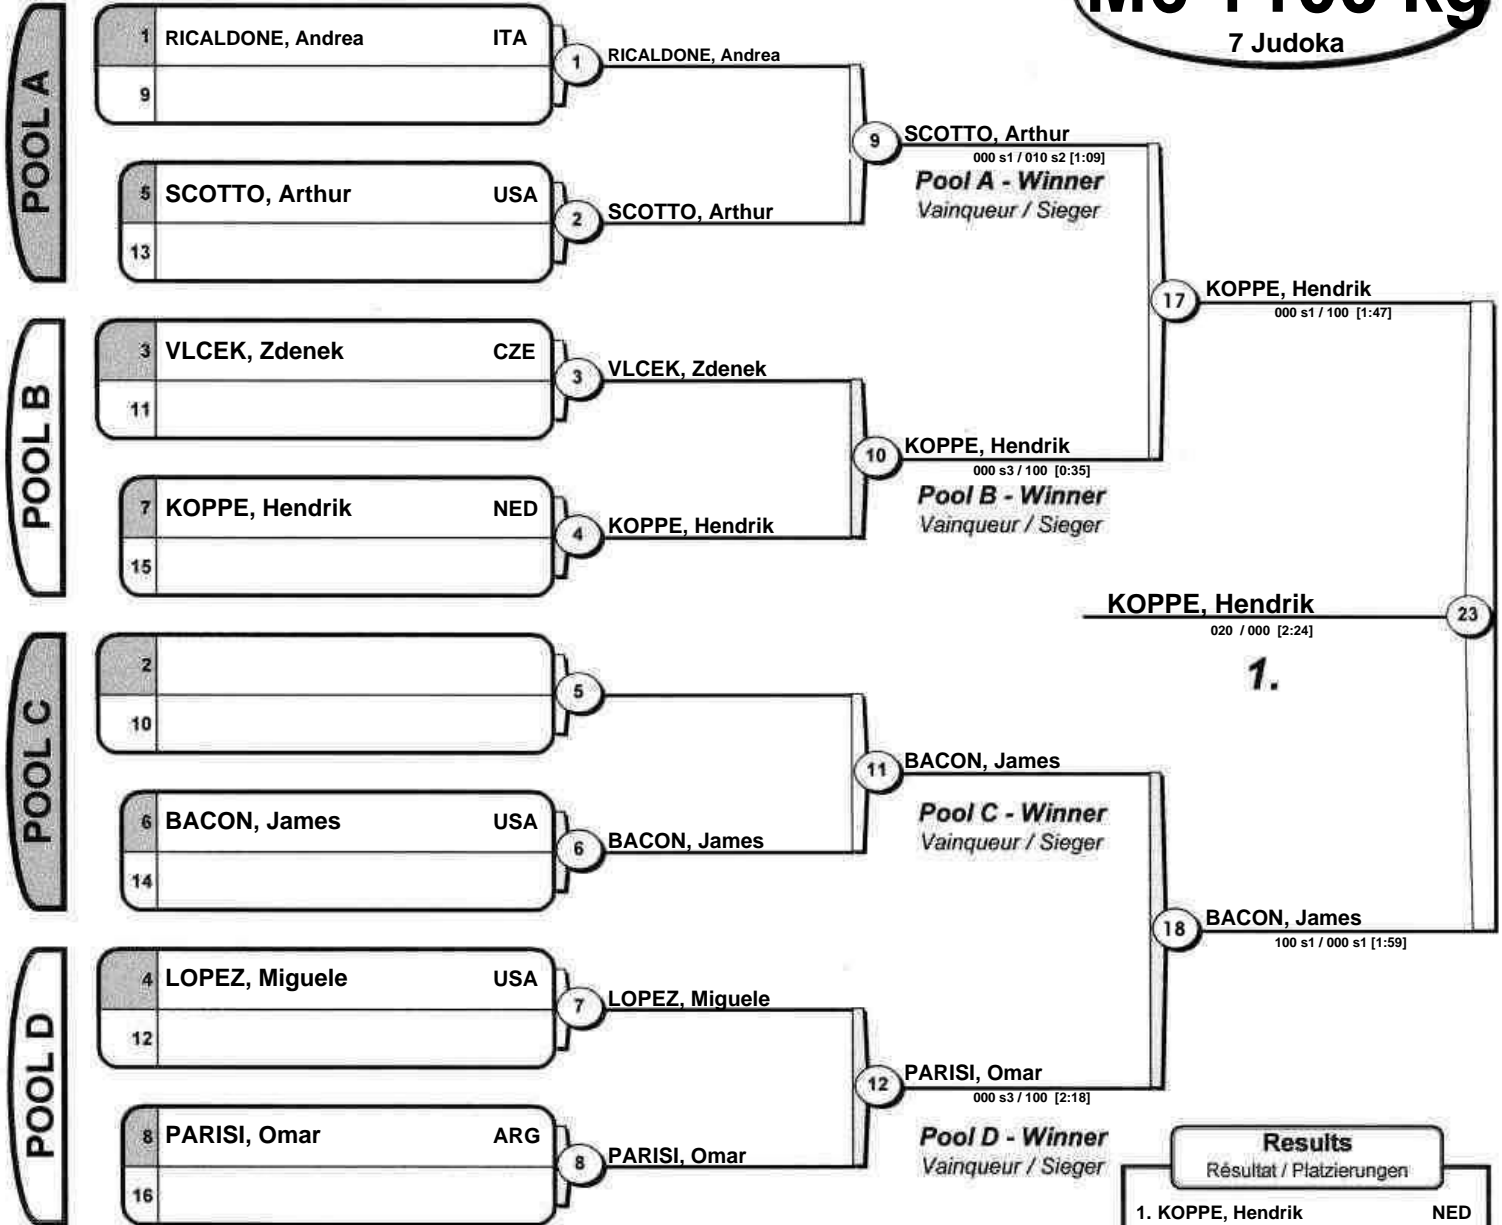 7 Judoka
POOL A
1 RICALDONE, Andrea ITA
9
5 SCOTTO, Arthur USA
13
1 RICALDONE, Andrea
2 SCOTTO, Arthur
9 SCOTTO, Arthur
000 s1 / 010 s2 [1:09]
Pool A - Winner
Vainqueur / Sieger
POOL B
3 VLCEK, Zdenek CZE
11
7 KOPPE, Hendrik NED
15
3 VLCEK, Zdenek
4 KOPPE, Hendrik
10 KOPPE, Hendrik
000 s3 / 100 [0:35]
Pool B - Winner
Vainqueur / Sieger
17 KOPPE, Hendrik
000 s1 / 100 [1:47]
KOPPE, Hendrik 23
020 / 000 [2:24]
1.
POOL C
2
10
6 BACON, James USA
14
5
6 BACON, James
11 BACON, James
Pool C - Winner
Vainqueur / Sieger
18 BACON, James
100 s1 / 000 s1 [1:59]
POOL D
4 LOPEZ, Miguele USA
12
8 PARISI, Omar ARG
16
7 LOPEZ, Miguele
8 PARISI, Omar
12 PARISI, Omar
000 s3 / 100 [2:18]
Pool D - Winner
Vainqueur / Sieger
Results
Résultat / Platzierungen
1. KOPPE, Hendrik NED